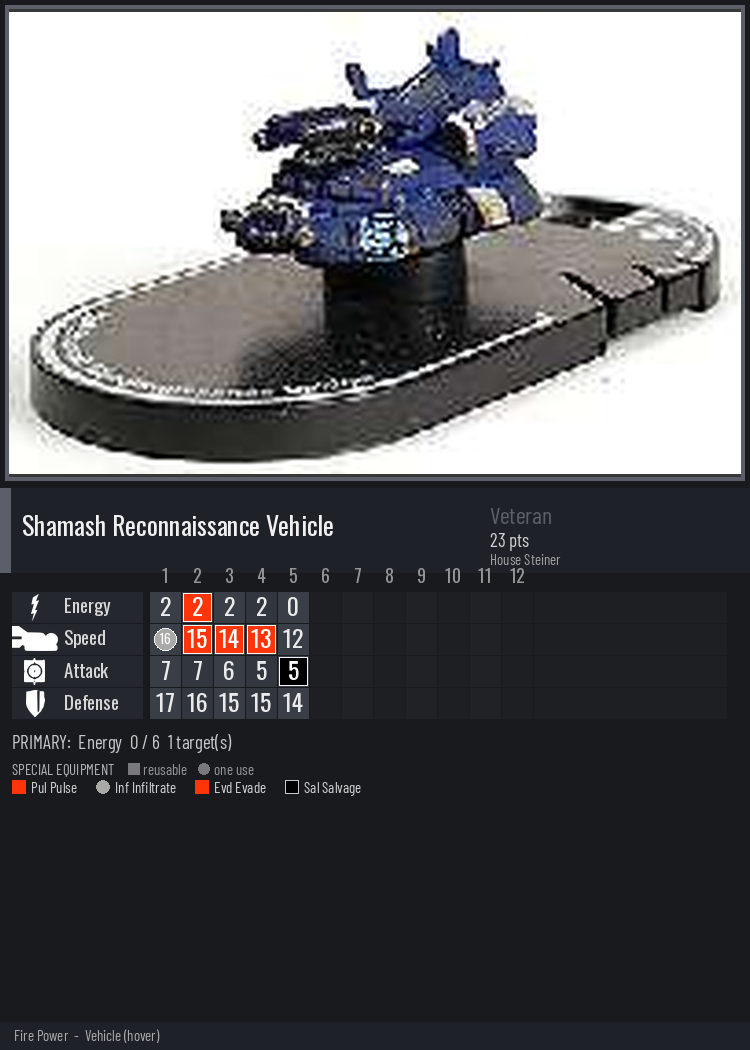 Shamash Reconnaissance Vehicle
Veteran
23 pts
House Steiner
1 2 3 4 5 6 7 8 9 10 11 12
Energy 2 2 2 2 0
Speed 16 15 14 13 12
Attack 7 7 6 5 5
Defense 17 16 15 15 14
PRIMARY: Energy 0 / 6 1 target(s)
SPECIAL EQUIPMENT reusable one use
Pul Pulse Inf Infiltrate Evd Evade Sal Salvage
Fire Power - Vehicle (hover)